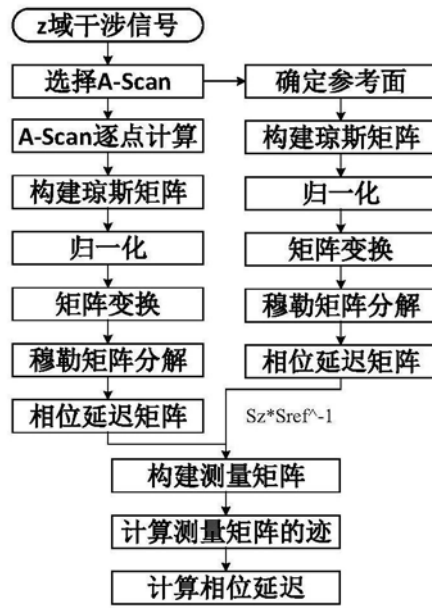 z域干涉信号
选择A-Scan
确定参考面
A-Scan逐点计算
构建琼斯矩阵
构建琼斯矩阵
归一化
归一化
矩阵变换
矩阵变换
穆勒矩阵分解
穆勒矩阵分解
相位延迟矩阵
相位延迟矩阵
Sz*Sref^-1
构建测量矩阵
计算测量矩阵的迹
计算相位延迟